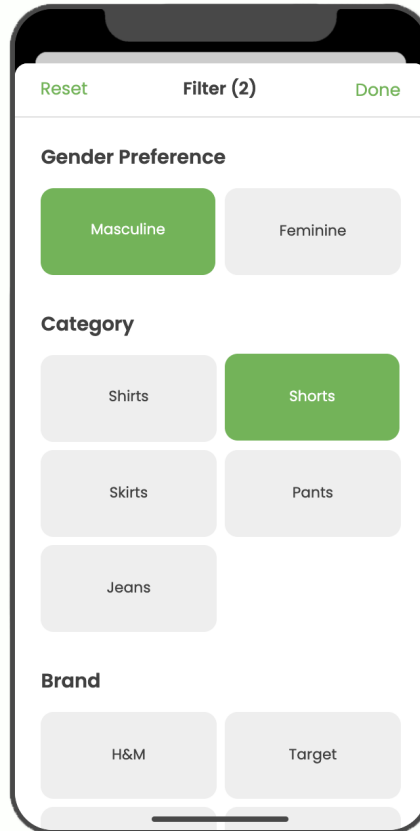 Reset Filter (2) Done
Gender Preference
Masculine Feminine
Category
Shirts Shorts
Skirts Pants
Jeans
Brand
H&M Target